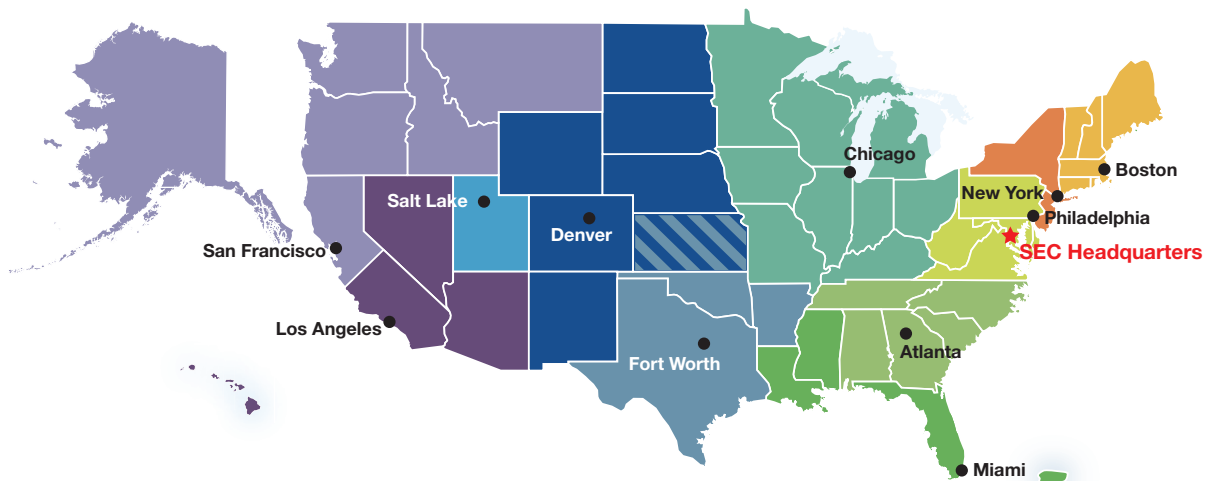 Chicago
Boston
New York
Salt Lake
Philadelphia
Denver
San Francisco
SEC Headquarters
Los Angeles
Fort Worth
Atlanta
Miami